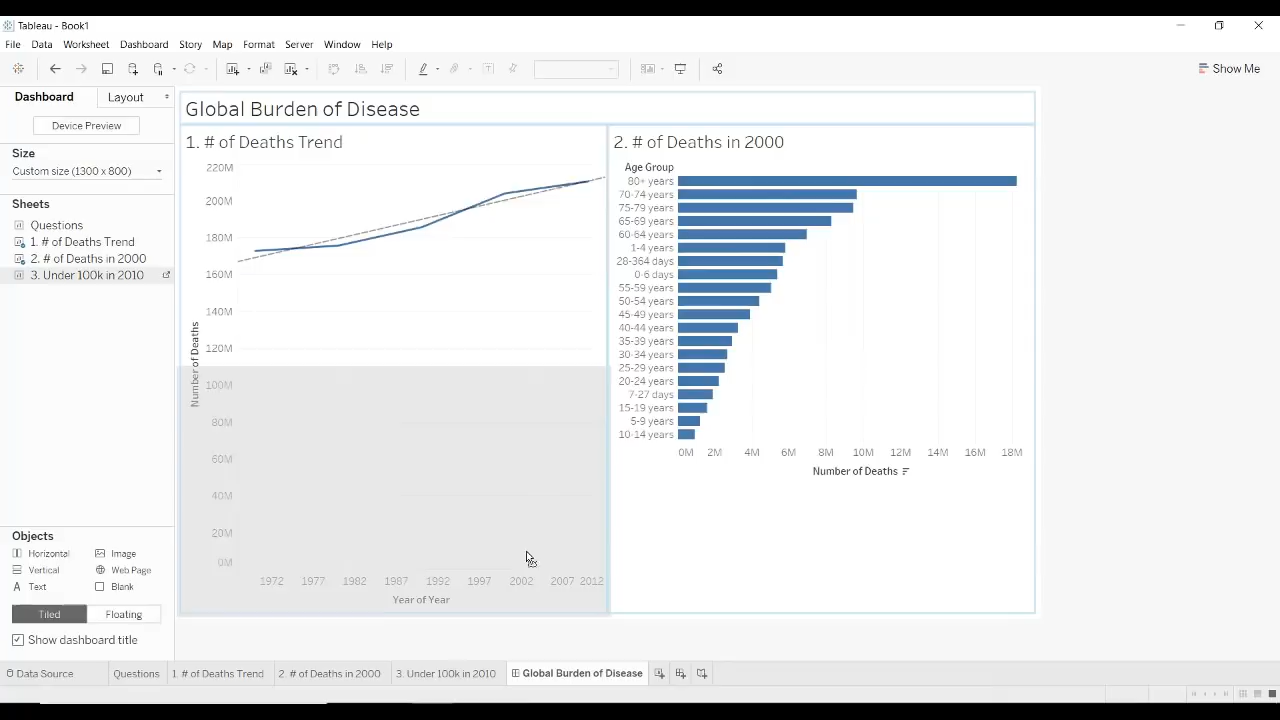 Tableau - Book1
File Data Worksheet Dashboard Story Map Format Server Window Help
Show Me
Dashboard Layout
Device Preview
Size
Custom size (1300 x 800)
Sheets
Questions
1. # of Deaths Trend
2. # of Deaths in 2000
3. Under 100k in 2010
Objects
Horizontal Image
Vertical Web Page
A Text Blank
Tiled Floating
Show dashboard title
Global Burden of Disease
1. # of Deaths Trend
220M
200M
180M
160M
140M
120M
100M
80M
60M
40M
20M
0M
Number of Deaths
1972 1977 1982 1987 1992 1997 2002 2007 2012
Year of Year
2. # of Deaths in 2000
Age Group
80+ years
70-74 years
75-79 years
65-69 years
60-64 years
1-4 years
28-364 days
0-6 days
55-59 years
50-54 years
45-49 years
40-44 years
35-39 years
30-34 years
25-29 years
20-24 years
7-27 days
15-19 years
5-9 years
10-14 years
0M 2M 4M 6M 8M 10M 12M 14M 16M 18M
Number of Deaths
Data Source Questions 1. # of Deaths Trend 2. # of Deaths in 2000 3. Under 100k in 2010 Global Burden of Disease